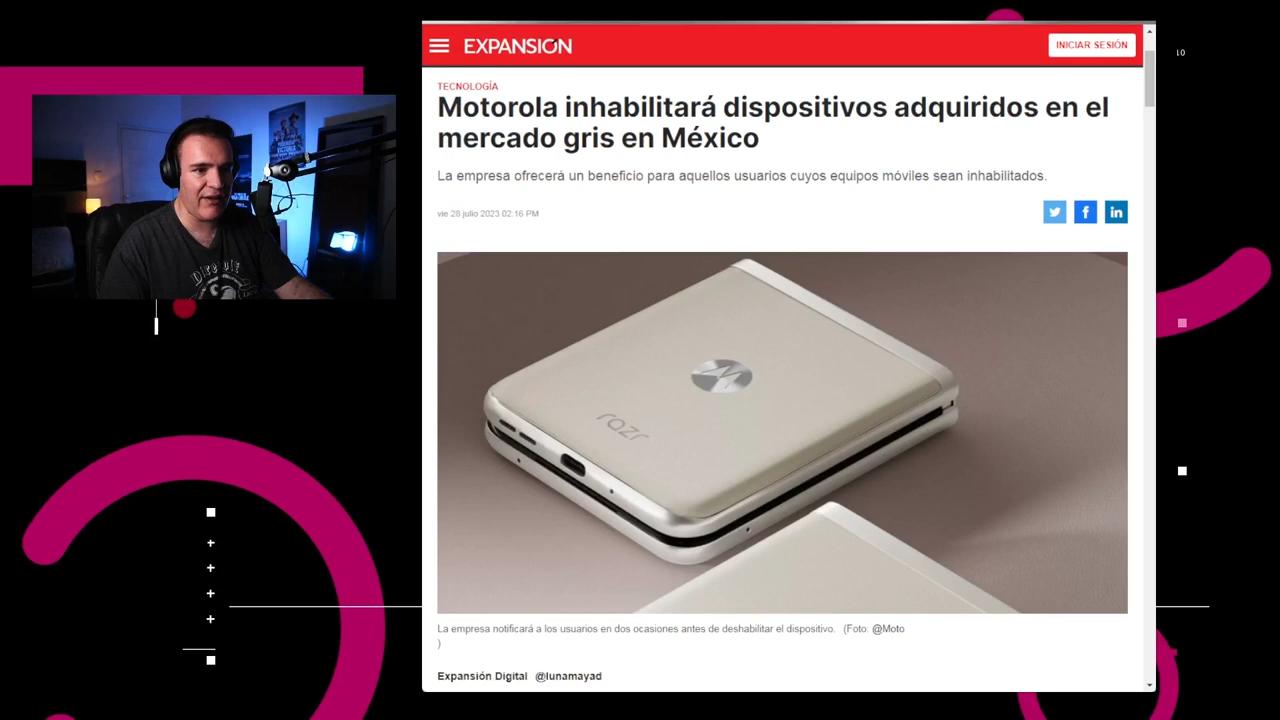 EXPANSIÓN
INICIAR SESIÓN
TECNOLOGÍA
Motorola inhabilitará dispositivos adquiridos en el
mercado gris en México
La empresa ofrecerá un beneficio para aquellos usuarios cuyos equipos móviles sean inhabilitados.
vie 28 julio 2023 02:16 PM
razr
La empresa notificará a los usuarios en dos ocasiones antes de deshabilitar el dispositivo. (Foto: @Moto
)
Expansión Digital @lunamayad